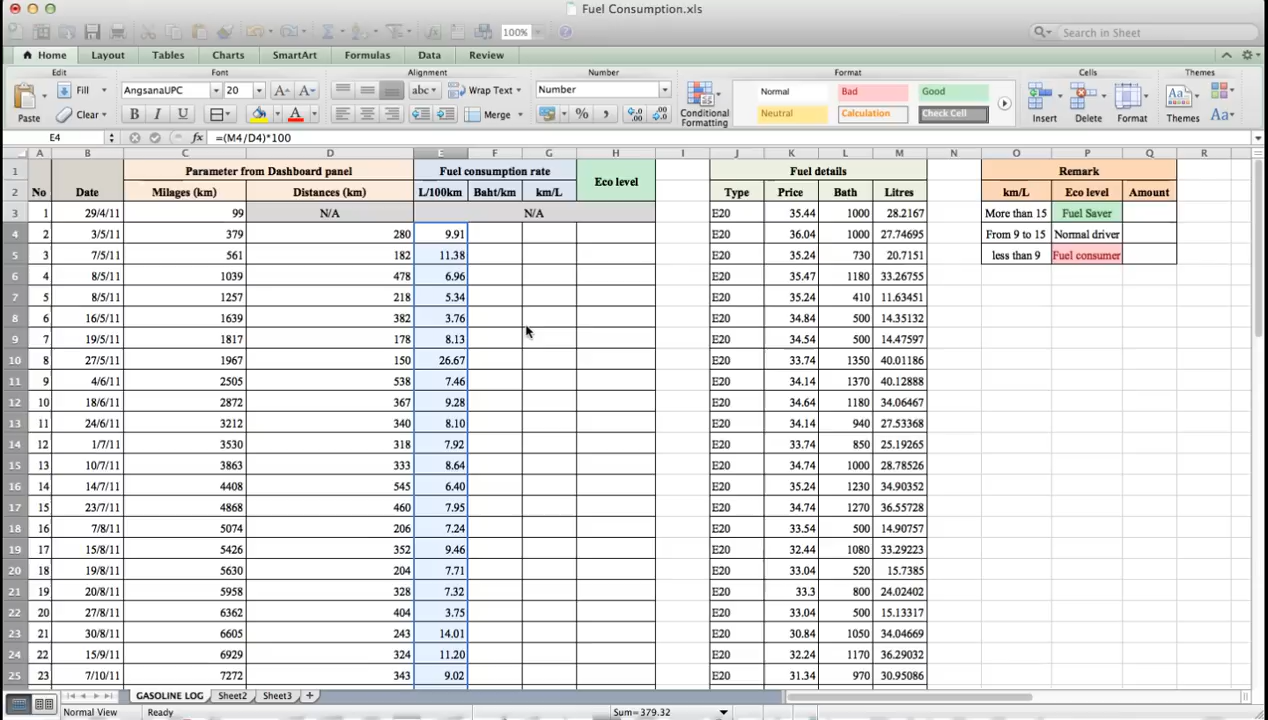 Fuel Consumption.xls
100%
Search in Sheet
Home Layout Tables Charts SmartArt Formulas Data Review
Edit Font Alignment Number Format Cells Themes
Fill AngsanaUPC 20 A A abc Wrap Text Number Normal Bad Good
Paste Clear B I U A Merge % Conditional Formatting Neutral Calculation Check Cell Insert Delete Format Themes Aa
E4 fx =(M4/D4)*100
A B C D E F G H I J K L M N O P Q R
1 No Date Parameter from Dashboard panel Fuel consumption rate Eco level Fuel details Remark
2 Milages (km) Distances (km) L/100km Baht/km km/L Type Price Bath Litres km/L Eco level Amount
3 1 29/4/11 99 N/A N/A E20 35.44 1000 28.2167 More than 15 Fuel Saver
4 2 3/5/11 379 280 9.91 E20 36.04 1000 27.74695 From 9 to 15 Normal driver
5 3 7/5/11 561 182 11.38 E20 35.24 730 20.7151 less than 9 Fuel consumer
6 4 8/5/11 1039 478 6.96 E20 35.47 1180 33.26755
7 5 8/5/11 1257 218 5.34 E20 35.24 410 11.63451
8 6 16/5/11 1639 382 3.76 E20 34.84 500 14.35132
9 7 19/5/11 1817 178 8.13 E20 34.54 500 14.47597
10 8 27/5/11 1967 150 26.67 E20 33.74 1350 40.01186
11 9 4/6/11 2505 538 7.46 E20 34.14 1370 40.12888
12 10 18/6/11 2872 367 9.28 E20 34.64 1180 34.06467
13 11 24/6/11 3212 340 8.10 E20 34.14 940 27.53368
14 12 1/7/11 3530 318 7.92 E20 33.74 850 25.19265
15 13 10/7/11 3863 333 8.64 E20 34.74 1000 28.78526
16 14 14/7/11 4408 545 6.40 E20 35.24 1230 34.90352
17 15 23/7/11 4868 460 7.95 E20 34.74 1270 36.55728
18 16 7/8/11 5074 206 7.24 E20 33.54 500 14.90757
19 17 15/8/11 5426 352 9.46 E20 32.44 1080 33.29223
20 18 19/8/11 5630 204 7.71 E20 33.04 520 15.7385
21 19 20/8/11 5958 328 7.32 E20 33.3 800 24.02402
22 20 27/8/11 6362 404 3.75 E20 33.04 500 15.13317
23 21 30/8/11 6605 243 14.01 E20 30.84 1050 34.04669
24 22 15/9/11 6929 324 11.20 E20 32.24 1170 36.29032
25 23 7/10/11 7272 343 9.02 E20 31.34 970 30.95086
GASOLINE LOG Sheet2 Sheet3
Normal View Ready Sum=379.32